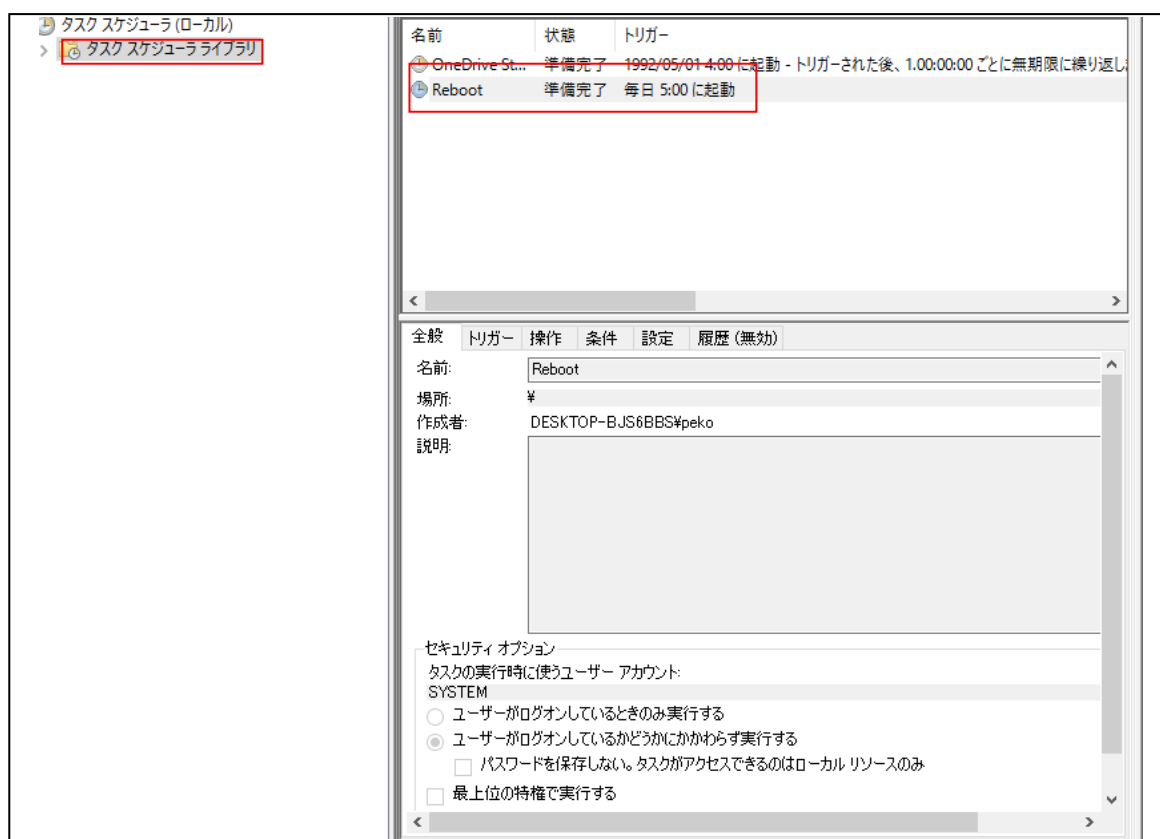 タスク スケジューラ (ローカル)
タスク スケジューラ ライブラリ
名前 状態 トリガー
OneDrive St... 準備完了 1992/05/01 4:00 に起動 - トリガーされた後、1.00:00:00 ごとに無期限に繰り返し
Reboot 準備完了 毎日 5:00 に起動
全般 トリガー 操作 条件 設定 履歴 (無効)
名前: Reboot
場所: ¥
作成者: DESKTOP-BJS6BBS¥peko
説明:
セキュリティ オプション
タスクの実行時に使うユーザー アカウント:
SYSTEM
ユーザーがログオンしているときのみ実行する
ユーザーがログオンしているかどうかにかかわらず実行する
パスワードを保存しない。タスクがアクセスできるのはローカル リソースのみ
最上位の特権で実行する